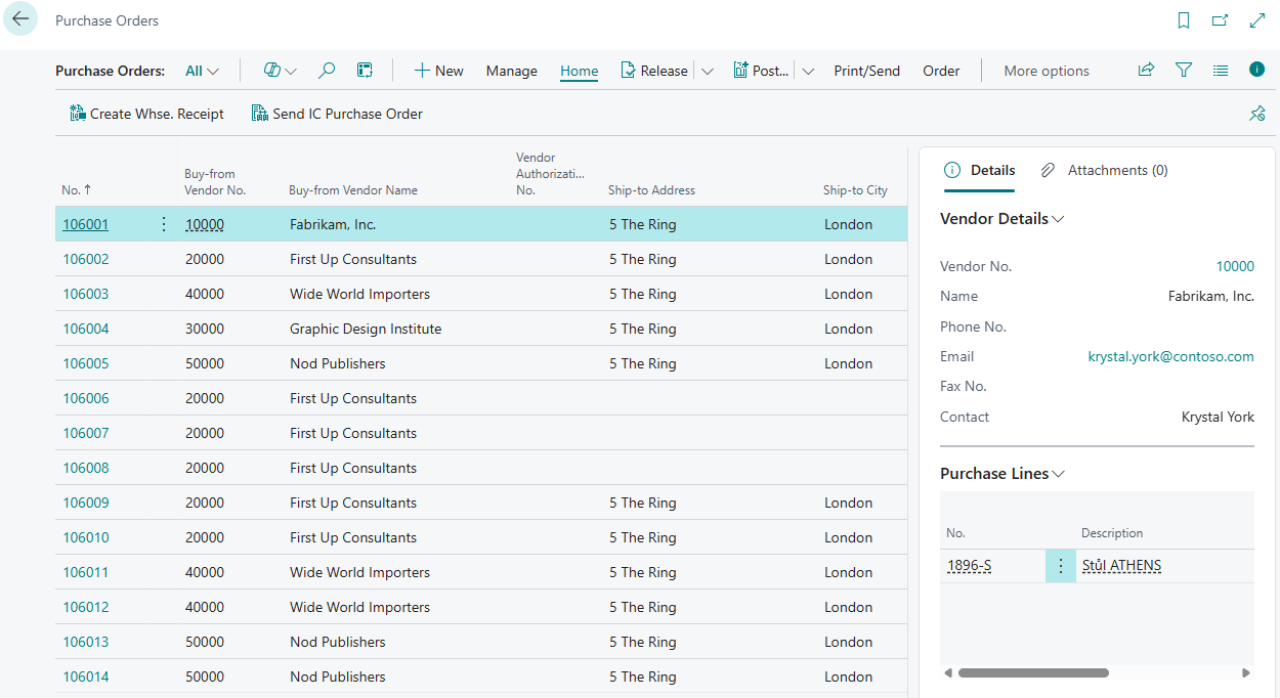 Purchase Orders
Purchase Orders: All New Manage Home Release Post... Print/Send Order More options
Create Whse. Receipt Send IC Purchase Order
No. ↑ Buy-from Vendor No. Buy-from Vendor Name Vendor Authorizati... No. Ship-to Address Ship-to City
106001 10000 Fabrikam, Inc. 5 The Ring London
106002 20000 First Up Consultants 5 The Ring London
106003 40000 Wide World Importers 5 The Ring London
106004 30000 Graphic Design Institute 5 The Ring London
106005 50000 Nod Publishers 5 The Ring London
106006 20000 First Up Consultants
106007 20000 First Up Consultants
106008 20000 First Up Consultants
106009 20000 First Up Consultants 5 The Ring London
106010 20000 First Up Consultants 5 The Ring London
106011 40000 Wide World Importers 5 The Ring London
106012 40000 Wide World Importers 5 The Ring London
106013 50000 Nod Publishers 5 The Ring London
106014 50000 Nod Publishers 5 The Ring London
Details Attachments (0)
Vendor Details
Vendor No. 10000
Name Fabrikam, Inc.
Phone No.
Email krystal.york@contoso.com
Fax No.
Contact Krystal York
Purchase Lines
No. Description
1896-S Stůl ATHENS